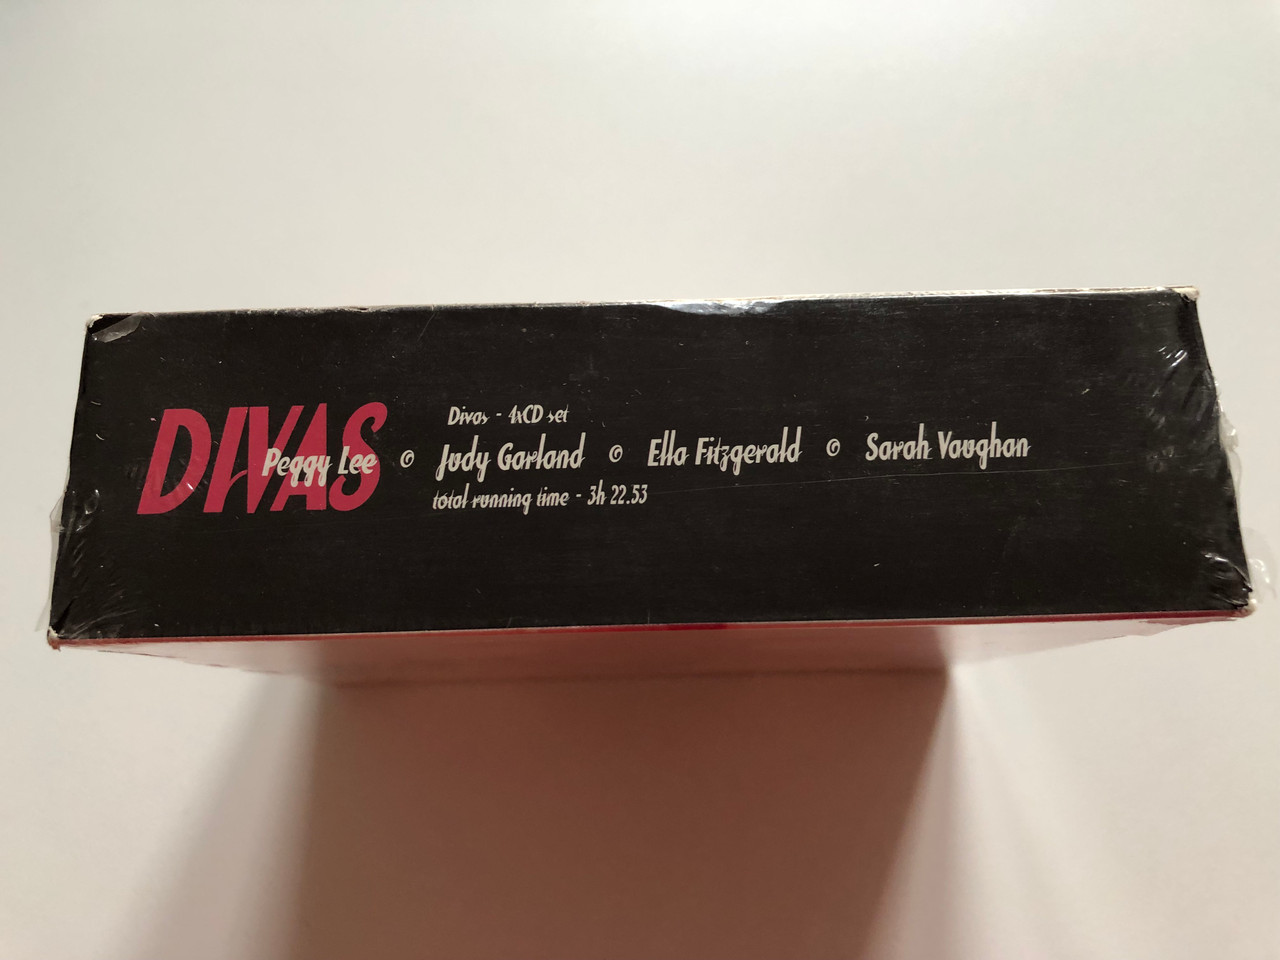 DIVAS
Divas - 4xCD set
Peggy Lee © Judy Garland © Ella Fitzgerald © Sarah Vaughan
total running time - 3h 22.53